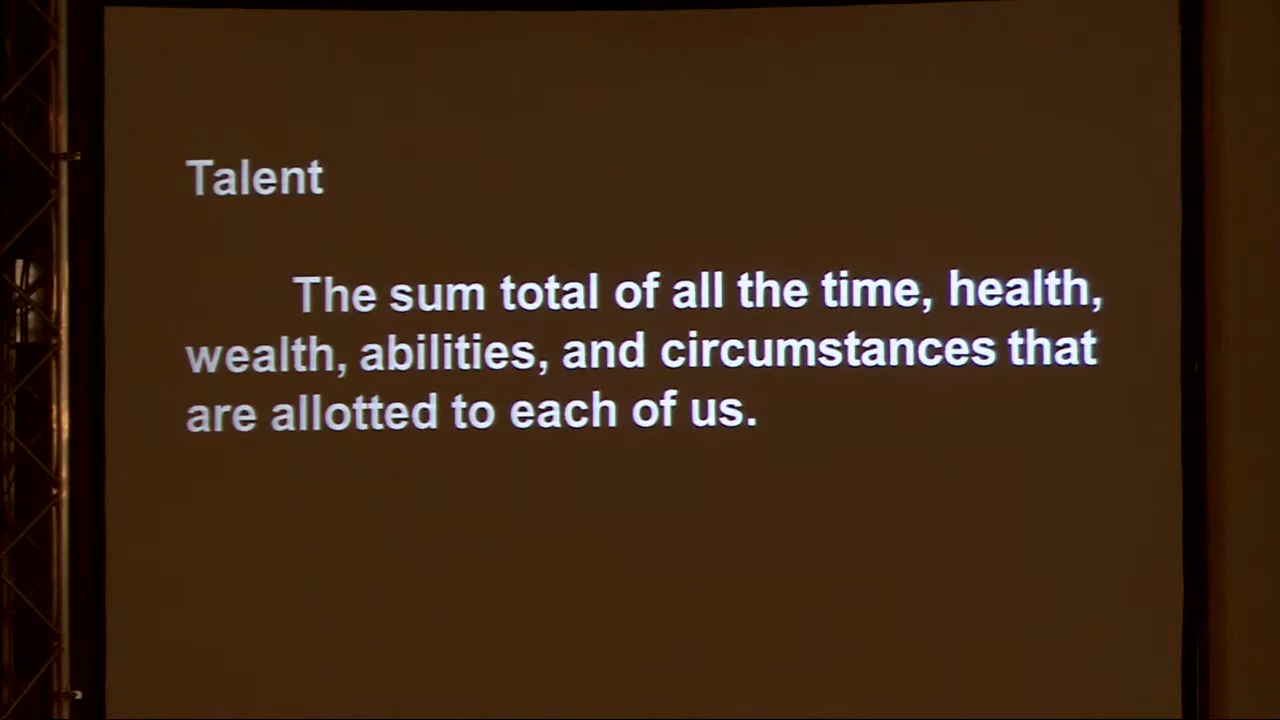 Talent
The sum total of all the time, health,
wealth, abilities, and circumstances that
are allotted to each of us.